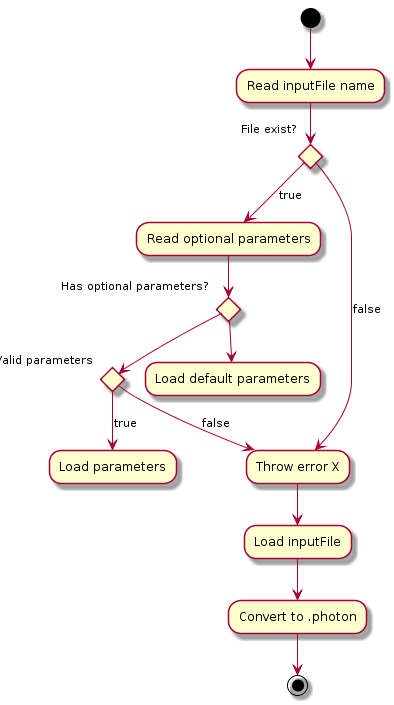 Read inputFile name
File exist?
true
Read optional parameters
Has optional parameters?
false
Valid parameters
Load default parameters
true
false
Load parameters
Throw error X
Load inputFile
Convert to .photon